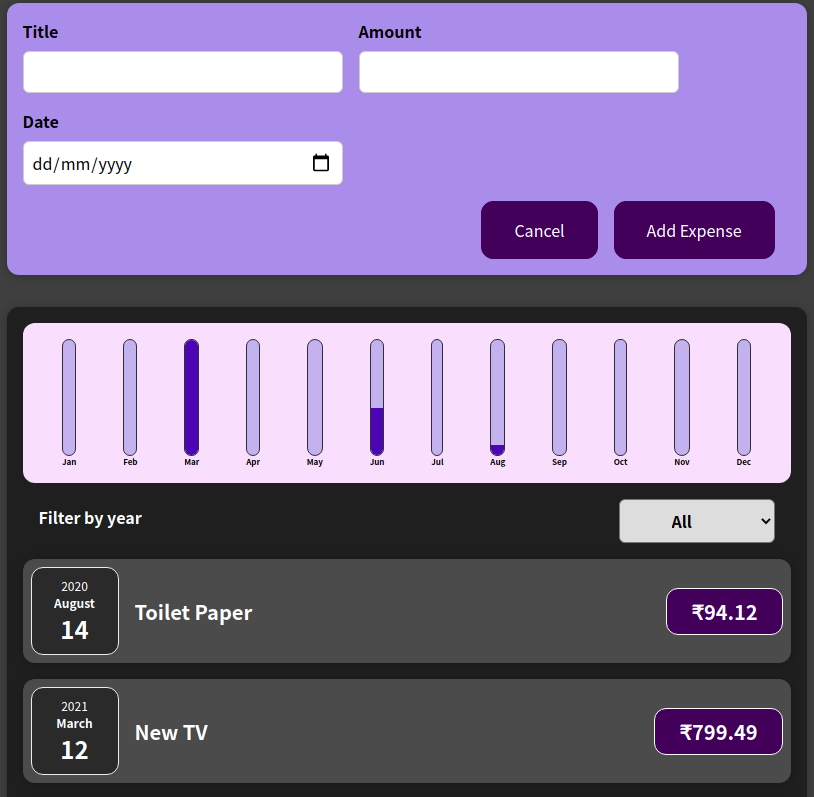 Title Amount
Date
dd/mm/yyyy
Cancel Add Expense
Jan Feb Mar Apr May Jun Jul Aug Sep Oct Nov Dec
Filter by year All
2020
August
14
Toilet Paper ₹94.12
2021
March
12
New TV ₹799.49